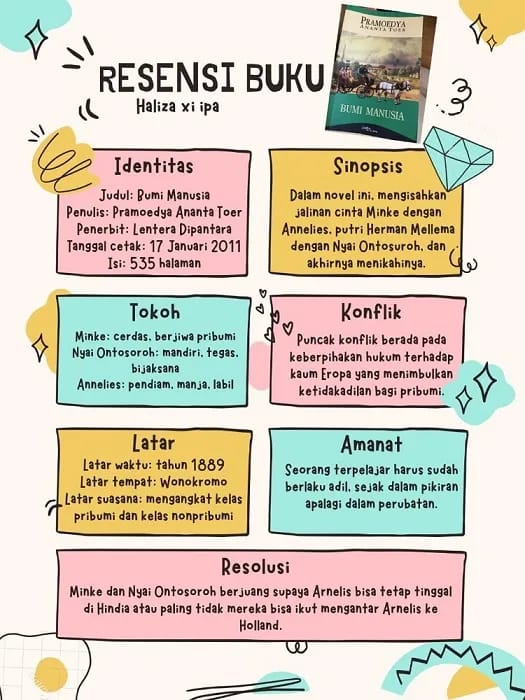 RESENSI BUKU
Haliza xi ipa
PRAMOEDYA
ANANTA TOER
BUMI MANUSIA
Identitas
Judul: Bumi Manusia
Penulis: Pramoedya Ananta Toer
Penerbit: Lentera Dipantara
Tanggal cetak: 17 Januari 2011
Isi: 535 halaman
Sinopsis
Dalam novel ini, mengisahkan
jalinan cinta Minke dengan
Annelies, putri Herman Mellema
dengan Nyai Ontosuroh, dan
akhirnya menikahinya.
Tokoh
Minke: cerdas, berjiwa pribumi
Nyai Ontosoroh: mandiri, tegas,
bijaksana
Annelies: pendiam, manja, labil
Konflik
Puncak konflik berada pada
keberpihakan hukum terhadap
kaum Eropa yang menimbulkan
ketidakadilan bagi pribumi.
Latar
Latar waktu: tahun 1889
Latar tempat: Wonokromo
Latar suasana: mengangkat kelas
pribumi dan kelas nonpribumi
Amanat
Seorang terpelajar harus sudah
berlaku adil, sejak dalam pikiran
apalagi dalam perubatan.
Resolusi
Minke dan Nyai Ontosoroh berjuang supaya Arnelis bisa tetap tinggal
di Hindia atau paling tidak mereka bisa ikut mengantar Arnelis ke
Holland.